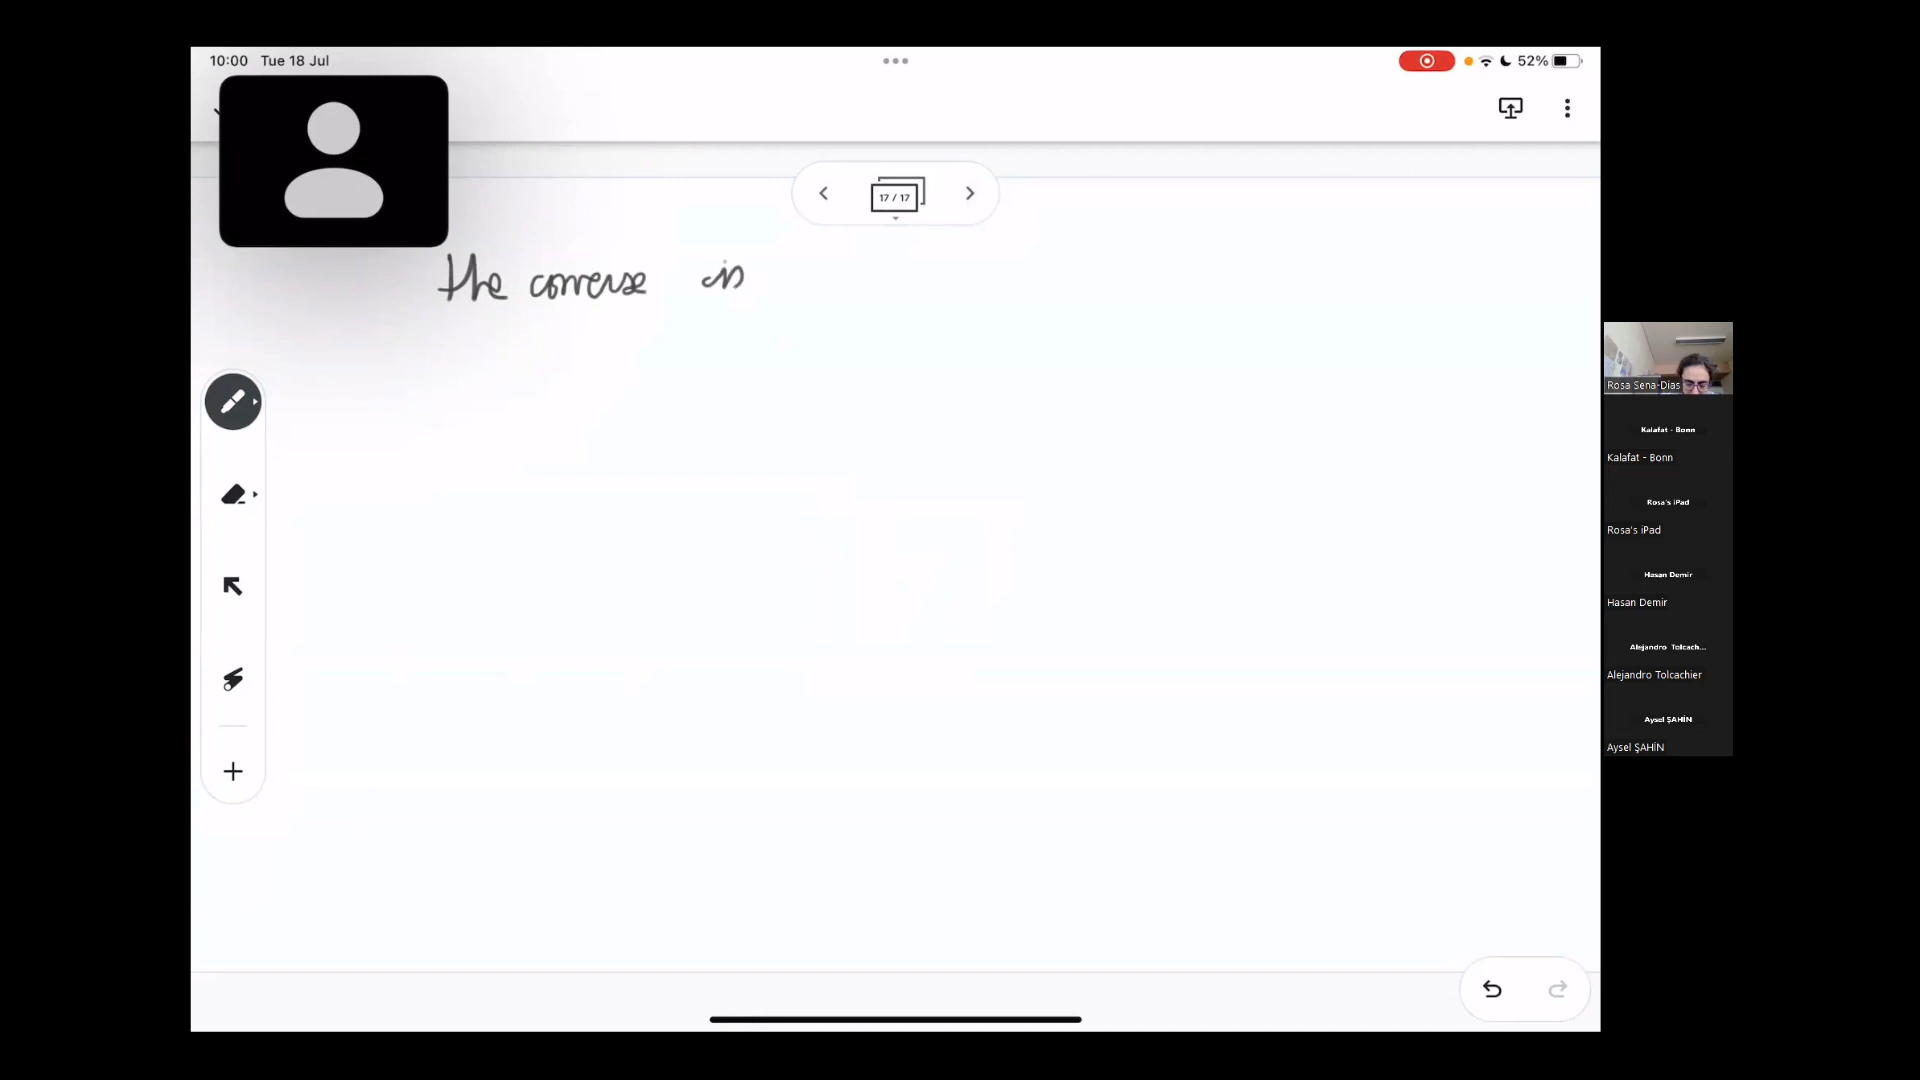 10:00 Tue 18 Jul
52%
17 / 17
the converse is
Rosa Sena-Dias
Kalafat - Bonn
Kalafat - Bonn
Rosa's iPad
Rosa's iPad
Hasan Demir
Hasan Demir
Alejandro Tolcach...
Alejandro Tolcachier
Aysel ŞAHİN
Aysel ŞAHİN